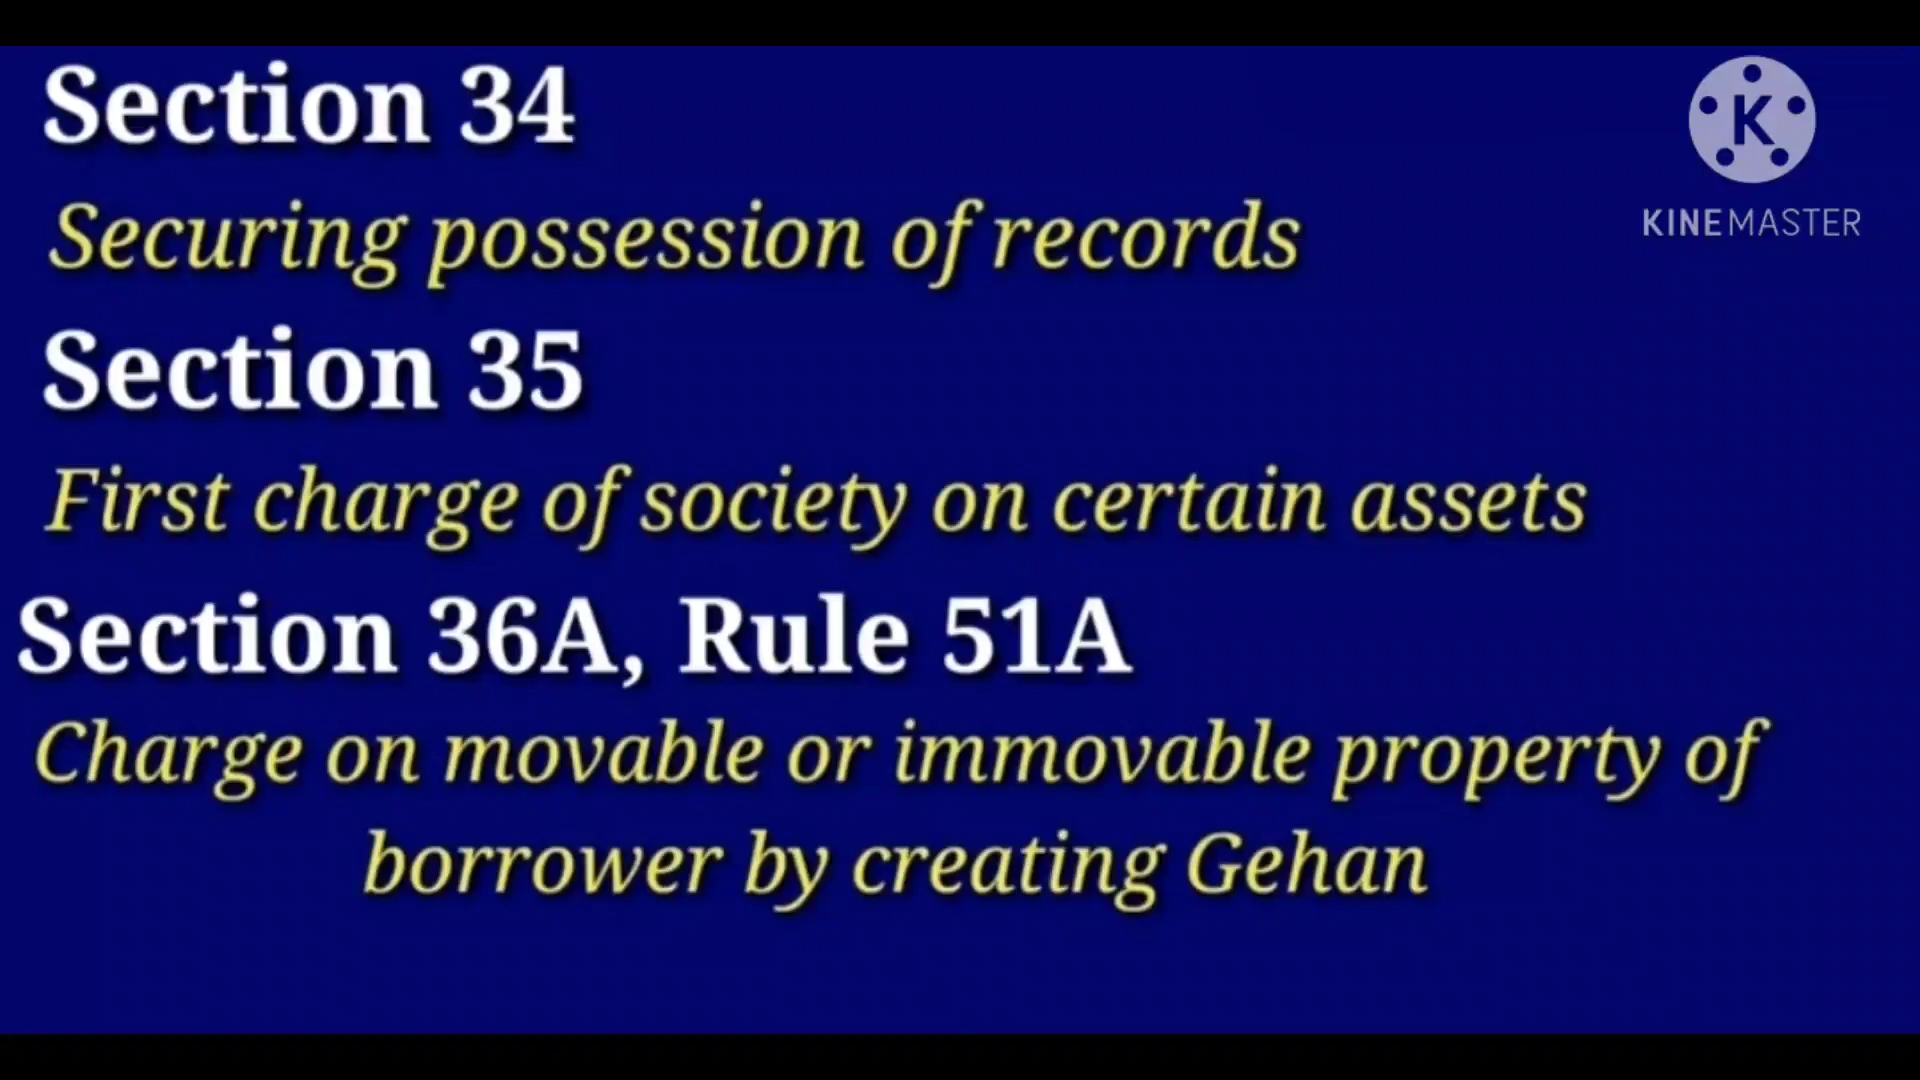 Section 34
K
KINEMASTER
Securing possession of records
Section 35
First charge of society on certain assets
Section 36A, Rule 51A
Charge on movable or immovable property of
borrower by creating Gehan